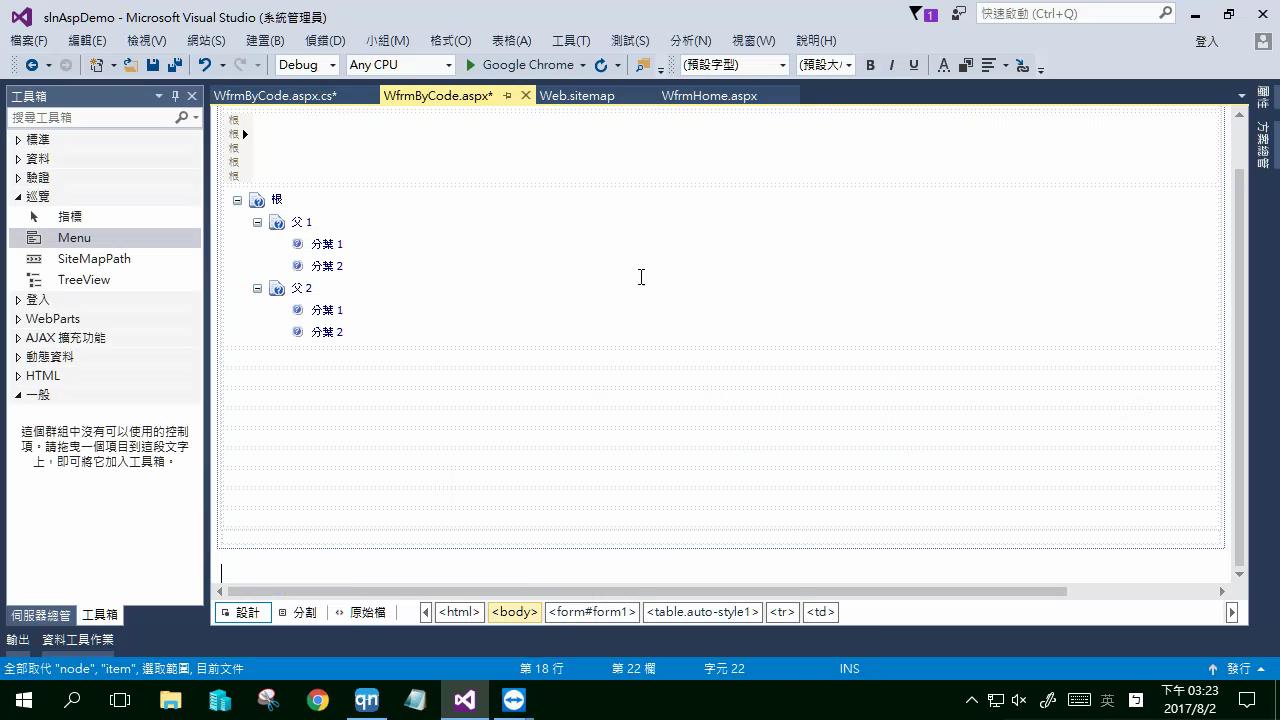 slnAspDemo - Microsoft Visual Studio (系統管理員)
1
快速啟動 (Ctrl+Q)
檔案(F) 編輯(E) 檢視(V) 網站(S) 建置(B) 偵錯(D) 小組(M) 格式(O) 表格(A) 工具(T) 測試(S) 分析(N) 視窗(W) 說明(H)
登入
Debug Any CPU Google Chrome (預設字型) (預設大 B I U A
工具箱
WfrmByCode.aspx.cs* WfrmByCode.aspx* Web.sitemap WfrmHome.aspx
屬性
方案總管
搜尋工具箱
標準
資料
驗證
巡覽
指標
Menu
SiteMapPath
TreeView
登入
WebParts
AJAX 擴充功能
動態資料
HTML
一般
這個群組中沒有可以使用的控制
項。請拖曳一個項目到這段文字
上，即可將它加入工具箱。
根
根
根
根
根
根
父 1
分葉 1
分葉 2
父 2
分葉 1
分葉 2
伺服器總管 工具箱
設計 分割 原始檔 <html> <body> <form#form1> <table.auto-style1> <tr> <td>
輸出 資料工具作業
全部取代 "node", "item", 選取範圍, 目前文件 第 18 行 第 22 欄 字元 22 INS 發行
qn
英
下午 03:23
2017/8/2